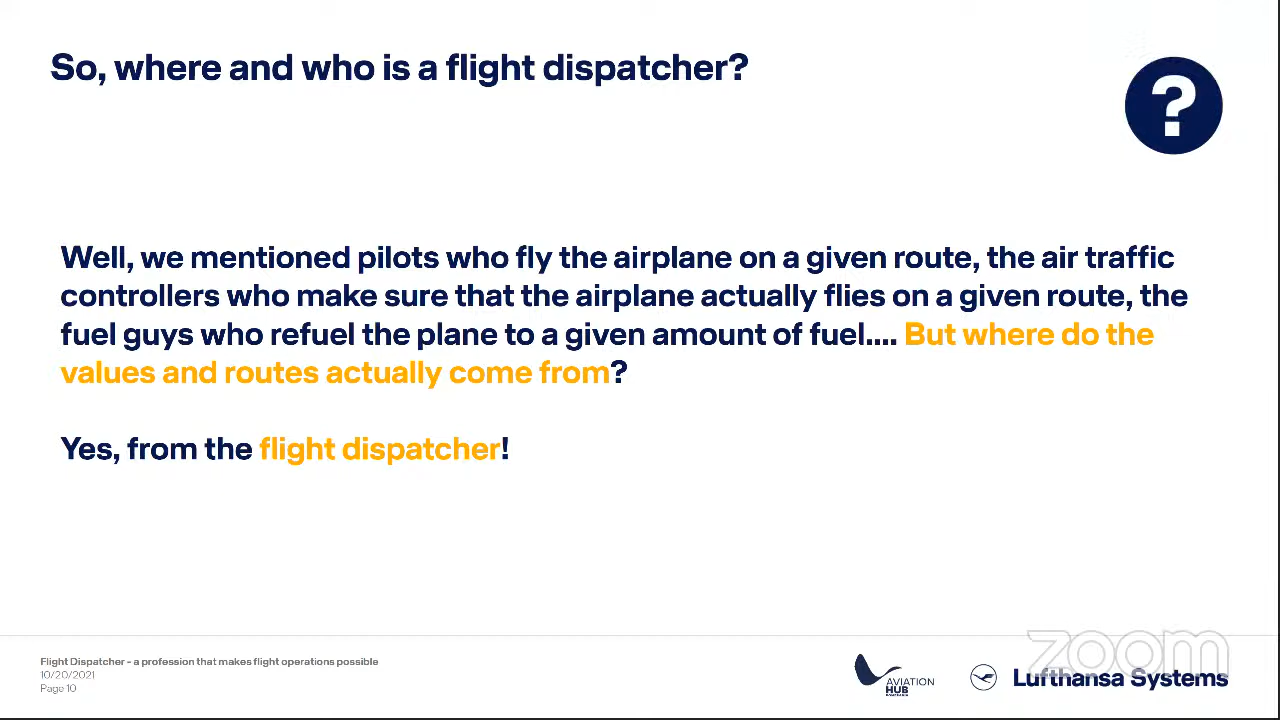 So, where and who is a flight dispatcher?
?
Well, we mentioned pilots who fly the airplane on a given route, the air traffic
controllers who make sure that the airplane actually flies on a given route, the
fuel guys who refuel the plane to a given amount of fuel.... But where do the
values and routes actually come from?
Yes, from the flight dispatcher!
Flight Dispatcher - a profession that makes flight operations possible
10/20/2021
Page 10
AVIATION
HUB
Lufthansa Systems
zoom